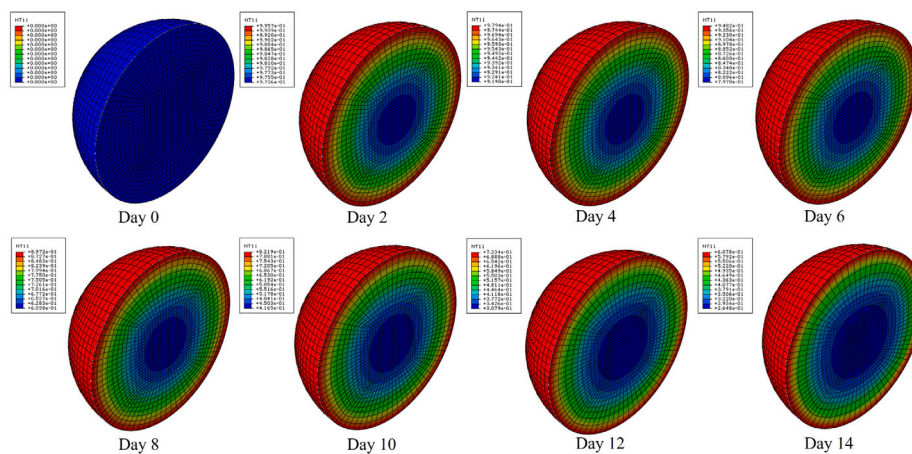 NT11
+0.000e+00
+0.000e+00
+0.000e+00
+0.000e+00
+0.000e+00
+0.000e+00
+0.000e+00
+0.000e+00
+0.000e+00
+0.000e+00
+0.000e+00
+0.000e+00
+0.000e+00
NT11
+9.957e-01
+9.939e-01
+9.920e-01
+9.902e-01
+9.884e-01
+9.865e-01
+9.847e-01
+9.828e-01
+9.810e-01
+9.792e-01
+9.773e-01
+9.755e-01
+9.736e-01
NT11
+9.794e-01
+9.744e-01
+9.694e-01
+9.643e-01
+9.593e-01
+9.543e-01
+9.492e-01
+9.442e-01
+9.392e-01
+9.341e-01
+9.291e-01
+9.241e-01
+9.190e-01
NT11
+9.482e-01
+9.356e-01
+9.230e-01
+9.104e-01
+8.978e-01
+8.852e-01
+8.726e-01
+8.600e-01
+8.474e-01
+8.348e-01
+8.222e-01
+8.096e-01
+7.970e-01
Day 0
Day 2
Day 4
Day 6
NT11
+8.972e-01
+8.727e-01
+8.483e-01
+8.239e-01
+7.994e-01
+7.750e-01
+7.505e-01
+7.261e-01
+7.016e-01
+6.772e-01
+6.527e-01
+6.283e-01
+6.038e-01
NT11
+8.219e-01
+7.881e-01
+7.543e-01
+7.205e-01
+6.867e-01
+6.530e-01
+6.192e-01
+5.854e-01
+5.516e-01
+5.178e-01
+4.841e-01
+4.503e-01
+4.165e-01
NT11
+7.234e-01
+6.888e-01
+6.542e-01
+6.196e-01
+5.849e-01
+5.503e-01
+5.157e-01
+4.811e-01
+4.464e-01
+4.118e-01
+3.772e-01
+3.426e-01
+3.079e-01
NT11
+6.078e-01
+5.792e-01
+5.506e-01
+5.220e-01
+4.935e-01
+4.649e-01
+4.363e-01
+4.077e-01
+3.791e-01
+3.506e-01
+3.220e-01
+2.934e-01
+2.648e-01
Day 8
Day 10
Day 12
Day 14